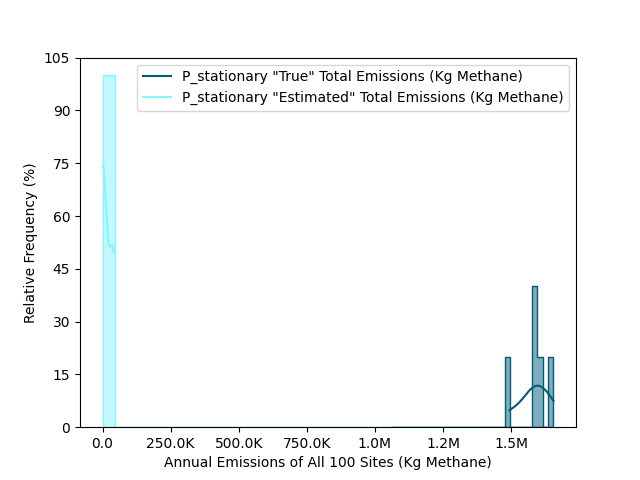 P_stationary "True" Total Emissions (Kg Methane)
P_stationary "Estimated" Total Emissions (Kg Methane)
105
90
75
60
45
30
15
0
Relative Frequency (%)
0.0 250.0K 500.0K 750.0K 1.0M 1.2M 1.5M
Annual Emissions of All 100 Sites (Kg Methane)